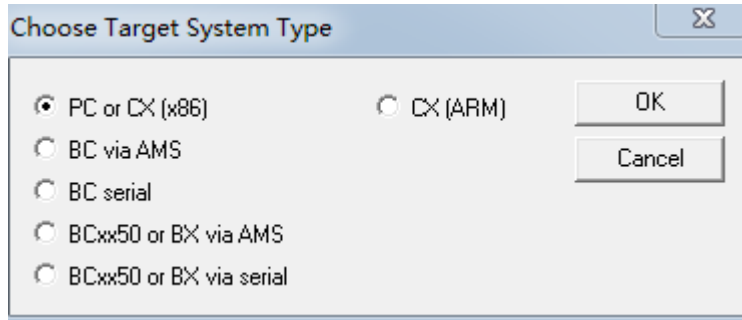 Choose Target System Type
PC or CX (x86)
CX (ARM)
OK
BC via AMS
Cancel
BC serial
BCxx50 or BX via AMS
BCxx50 or BX via serial